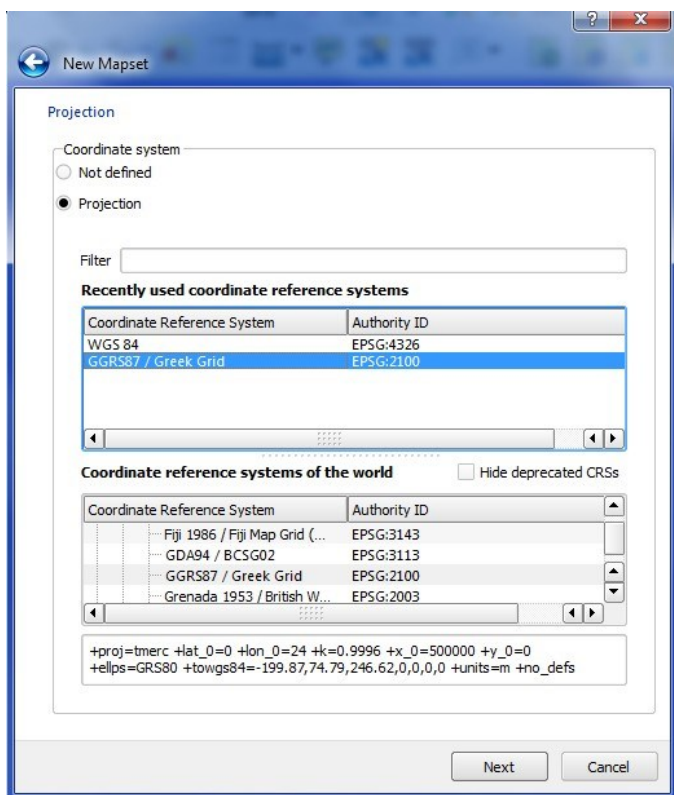 ?
x
New Mapset
Projection
Coordinate system
Not defined
Projection
Filter
Recently used coordinate reference systems
Coordinate Reference System Authority ID
WGS 84 EPSG:4326
GGRS87 / Greek Grid EPSG:2100
Coordinate reference systems of the world Hide deprecated CRSs
Coordinate Reference System Authority ID
Fiji 1986 / Fiji Map Grid (... EPSG:3143
GDA94 / BCSG02 EPSG:3113
GGRS87 / Greek Grid EPSG:2100
Grenada 1953 / British W... EPSG:2003
+proj=tmerc +lat_0=0 +lon_0=24 +k=0.9996 +x_0=500000 +y_0=0
+ellps=GRS80 +towgs84=-199.87,74.79,246.62,0,0,0,0 +units=m +no_defs
Next Cancel